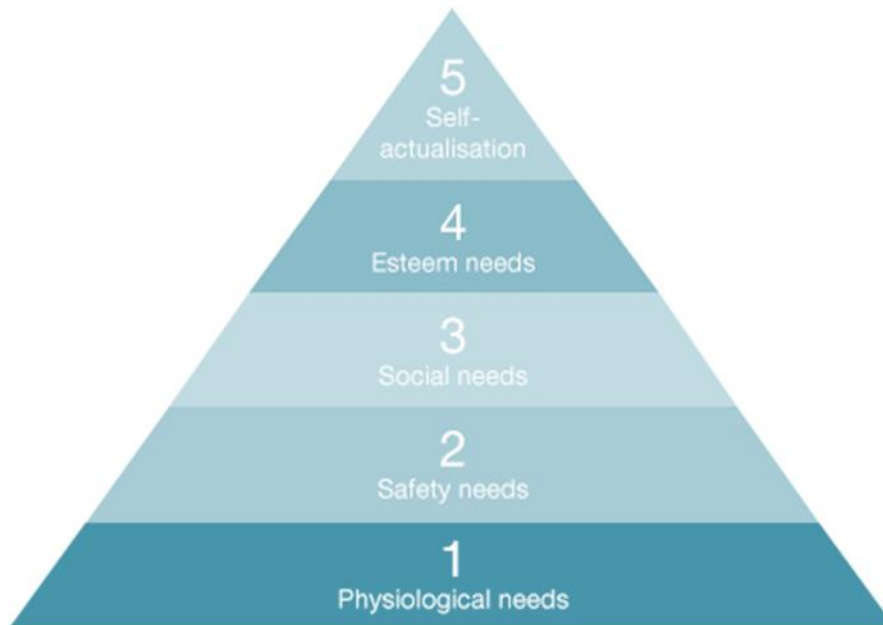 5
Self-
actualisation
4
Esteem needs
3
Social needs
2
Safety needs
1
Physiological needs